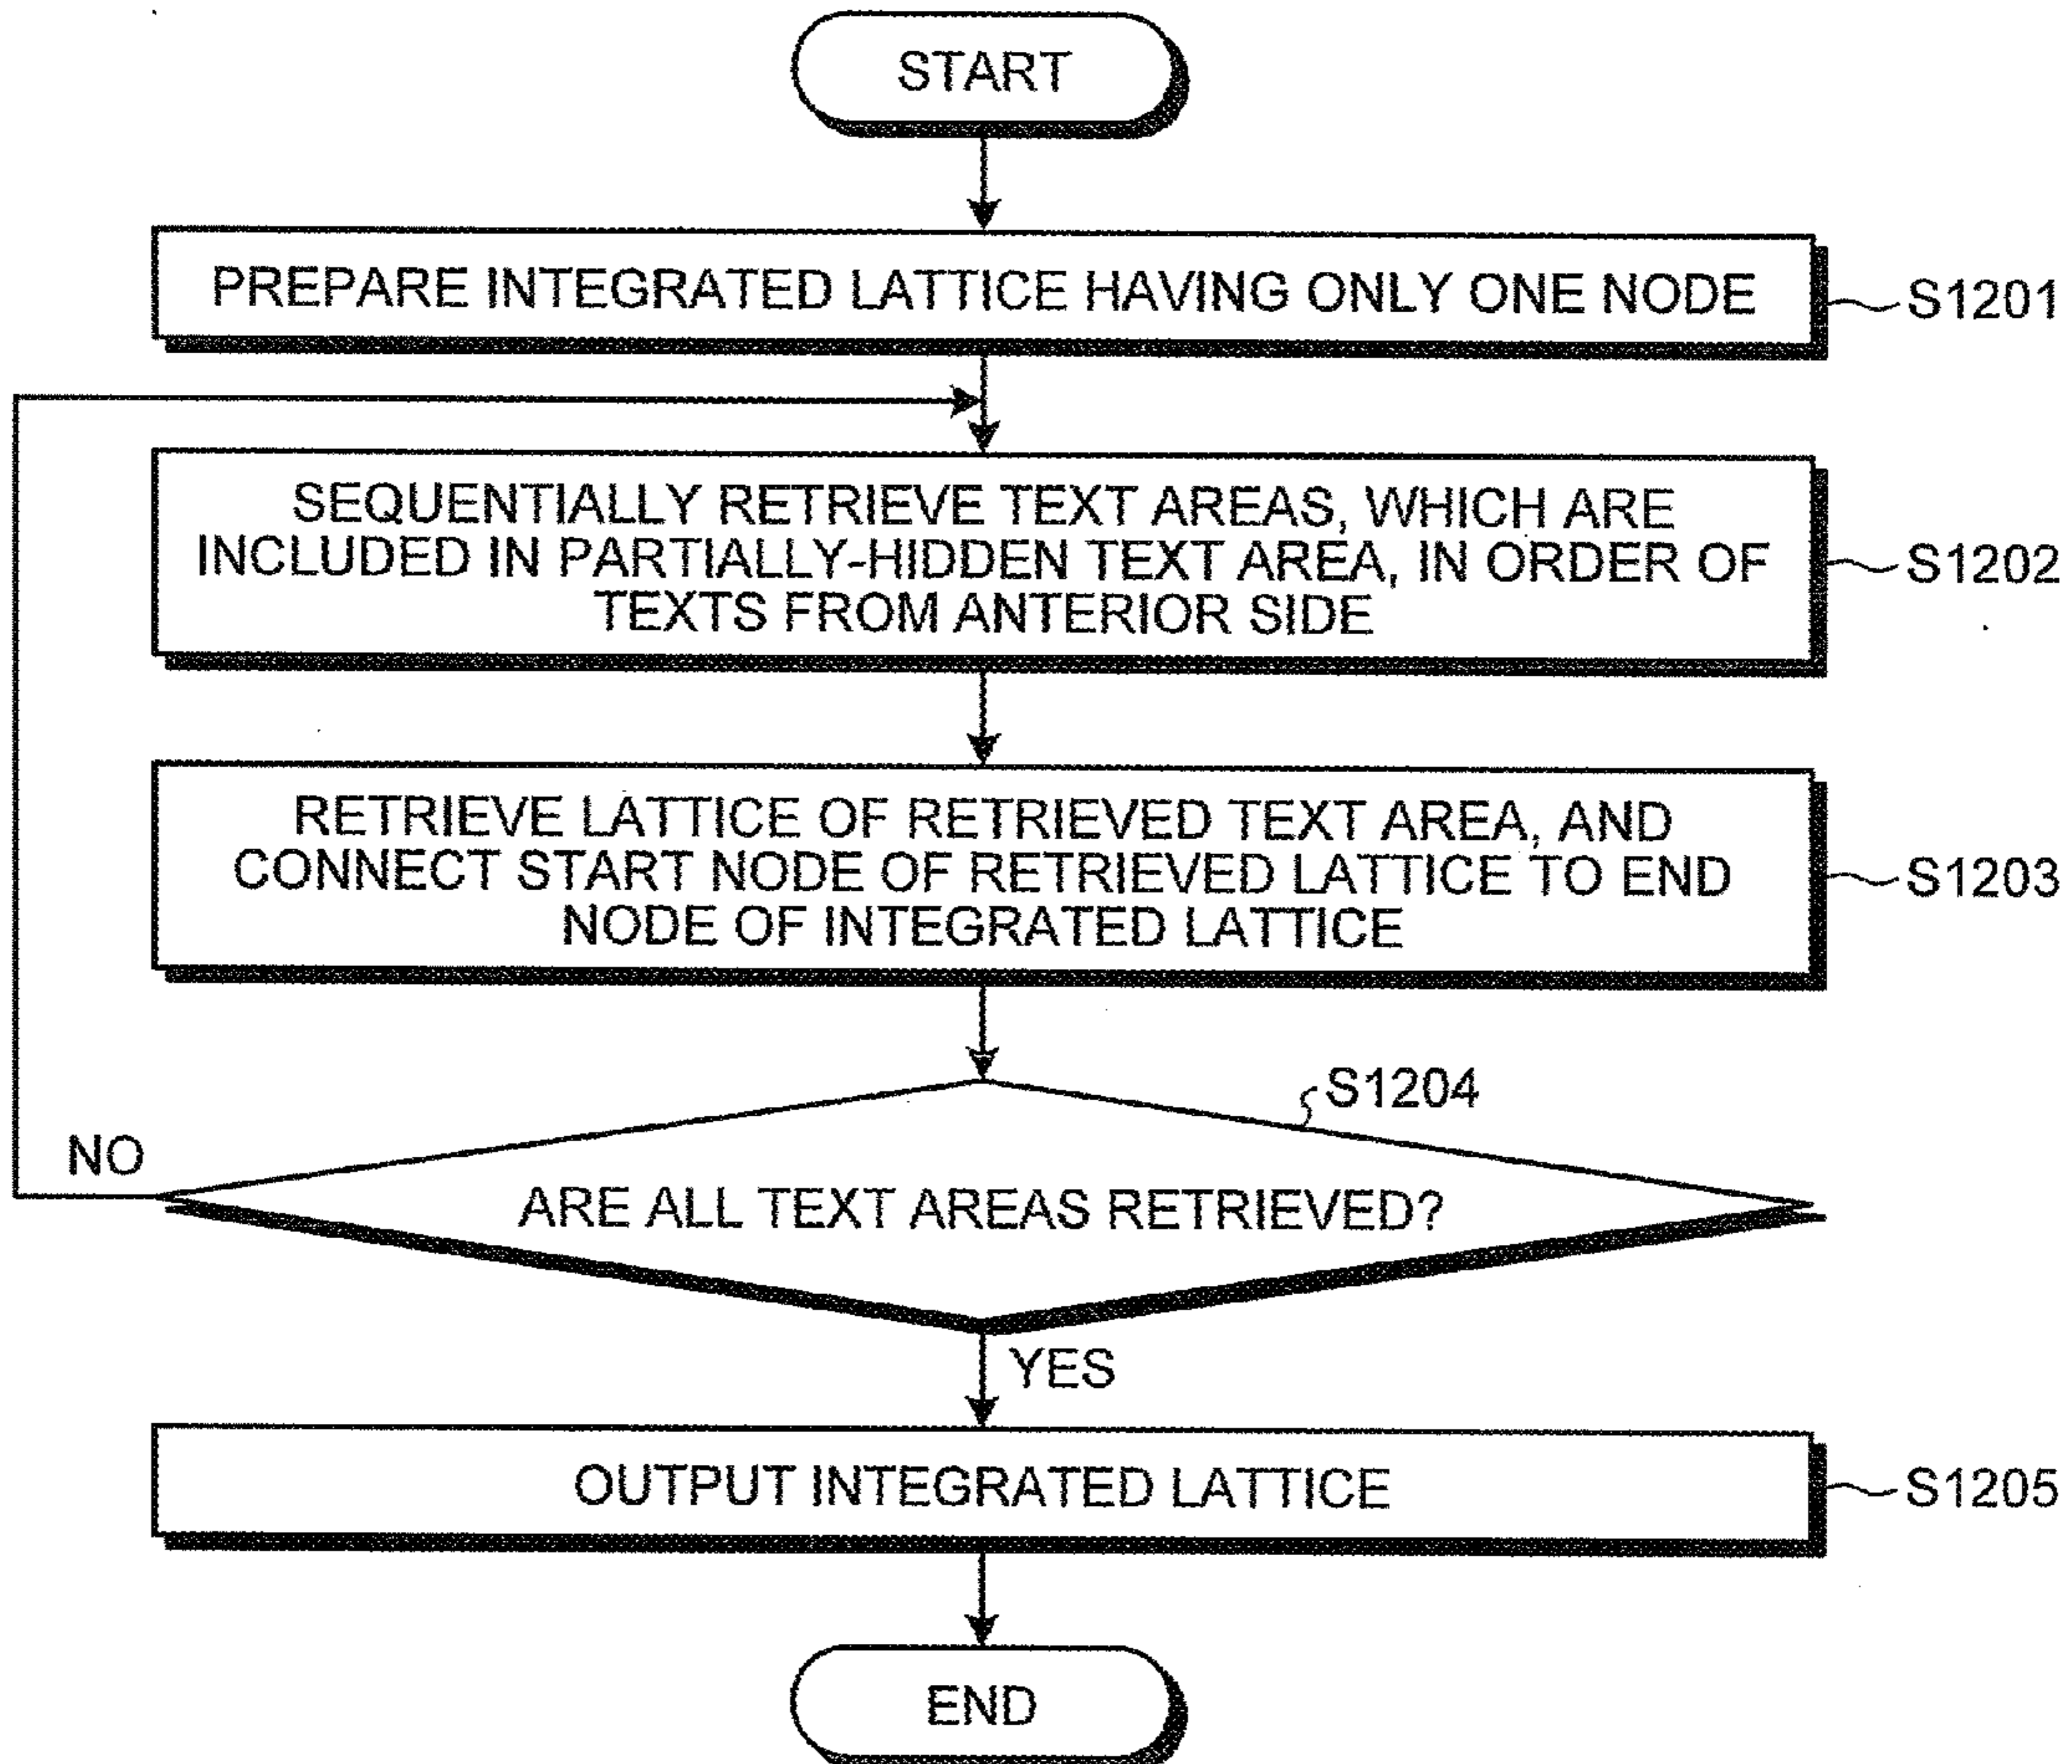 START
PREPARE INTEGRATED LATTICE HAVING ONLY ONE NODE
S1201
SEQUENTIALLY RETRIEVE TEXT AREAS, WHICH ARE
INCLUDED IN PARTIALLY-HIDDEN TEXT AREA, IN ORDER OF
TEXTS FROM ANTERIOR SIDE
S1202
RETRIEVE LATTICE OF RETRIEVED TEXT AREA, AND
CONNECT START NODE OF RETRIEVED LATTICE TO END
NODE OF INTEGRATED LATTICE
S1203
S1204
NO
ARE ALL TEXT AREAS RETRIEVED?
YES
OUTPUT INTEGRATED LATTICE
S1205
END